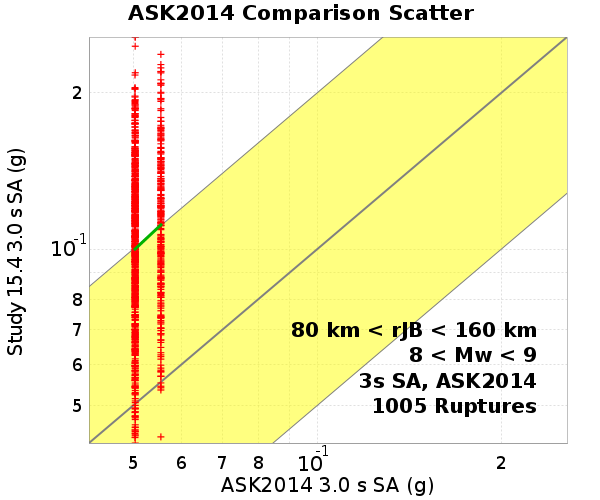 ASK2014 Comparison Scatter
Study 15.4 3.0 s SA (g)
2
10-1
8
7
6
5
80 km < rJB < 160 km
8 < Mw < 9
3s SA, ASK2014
1005 Ruptures
5 6 7 8 10-1 2
ASK2014 3.0 s SA (g)